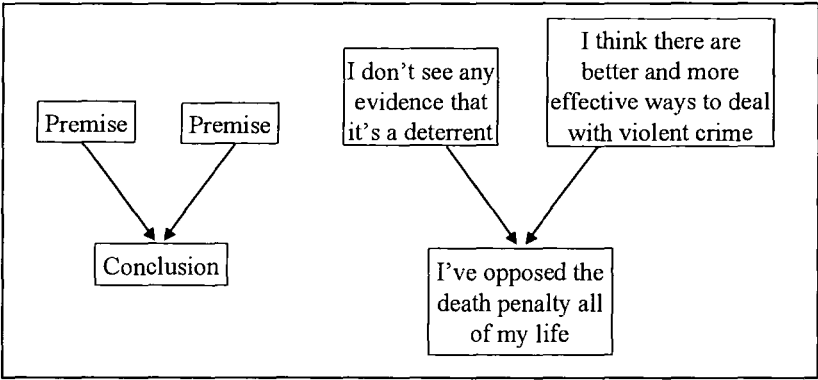 Premise
Premise
Conclusion
I don't see any
evidence that
it's a deterrent
I think there are
better and more
effective ways to deal
with violent crime
I've opposed the
death penalty all
of my life